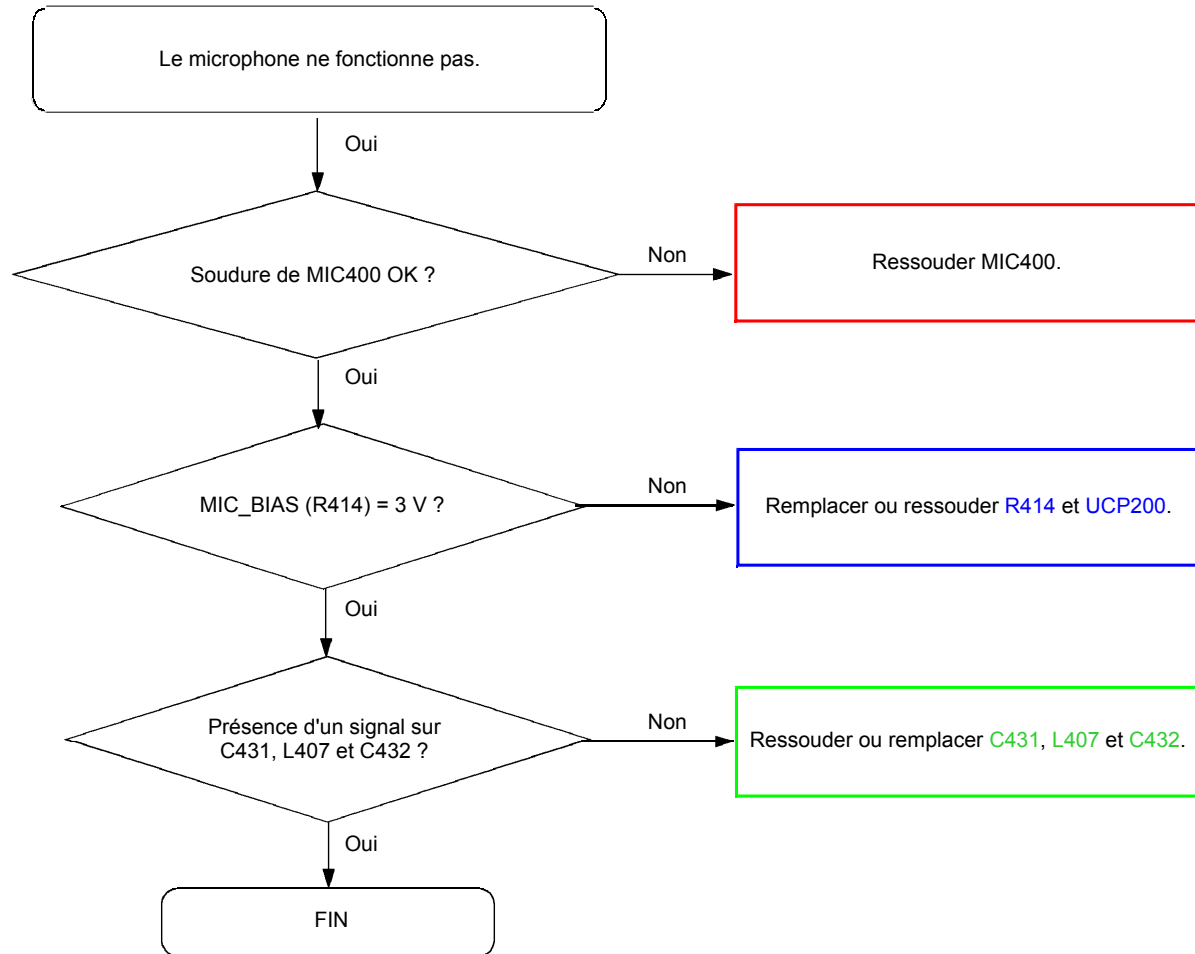 Le microphone ne fonctionne pas.
Oui
Soudure de MIC400 OK ?
Non
Ressouder MIC400.
Oui
MIC_BIAS (R414) = 3 V ?
Non
Remplacer ou ressouder R414 et UCP200.
Oui
Présence d'un signal sur
C431, L407 et C432 ?
Non
Ressouder ou remplacer C431, L407 et C432.
Oui
FIN